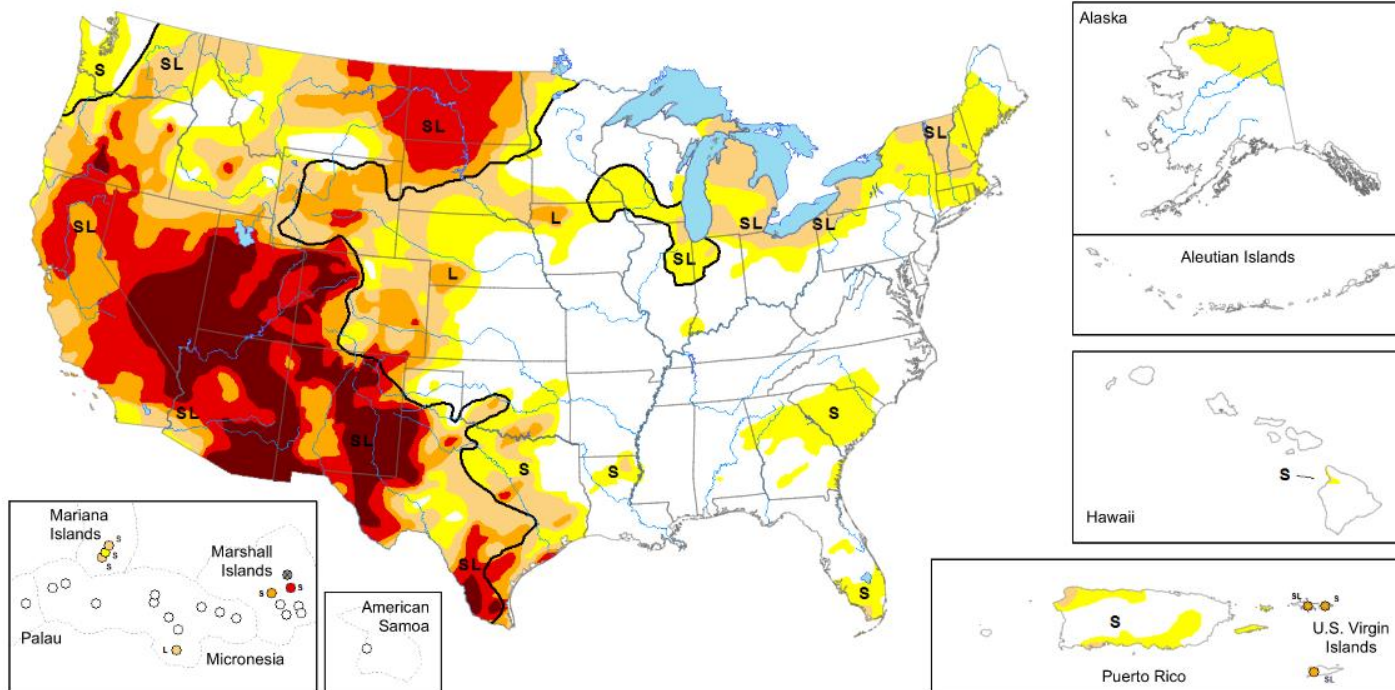 Alaska
Aleutian Islands
Hawaii
S
Mariana
Islands
S
S
S
Marshall
Islands
S
S
Palau
L
Micronesia
American
Samoa
S
Puerto Rico
SL
S
U.S. Virgin
Islands
SL
S
SL
SL
SL
SL
SL
SL
L
SL
L
SL
SL
SL
S
S
S
SL
S